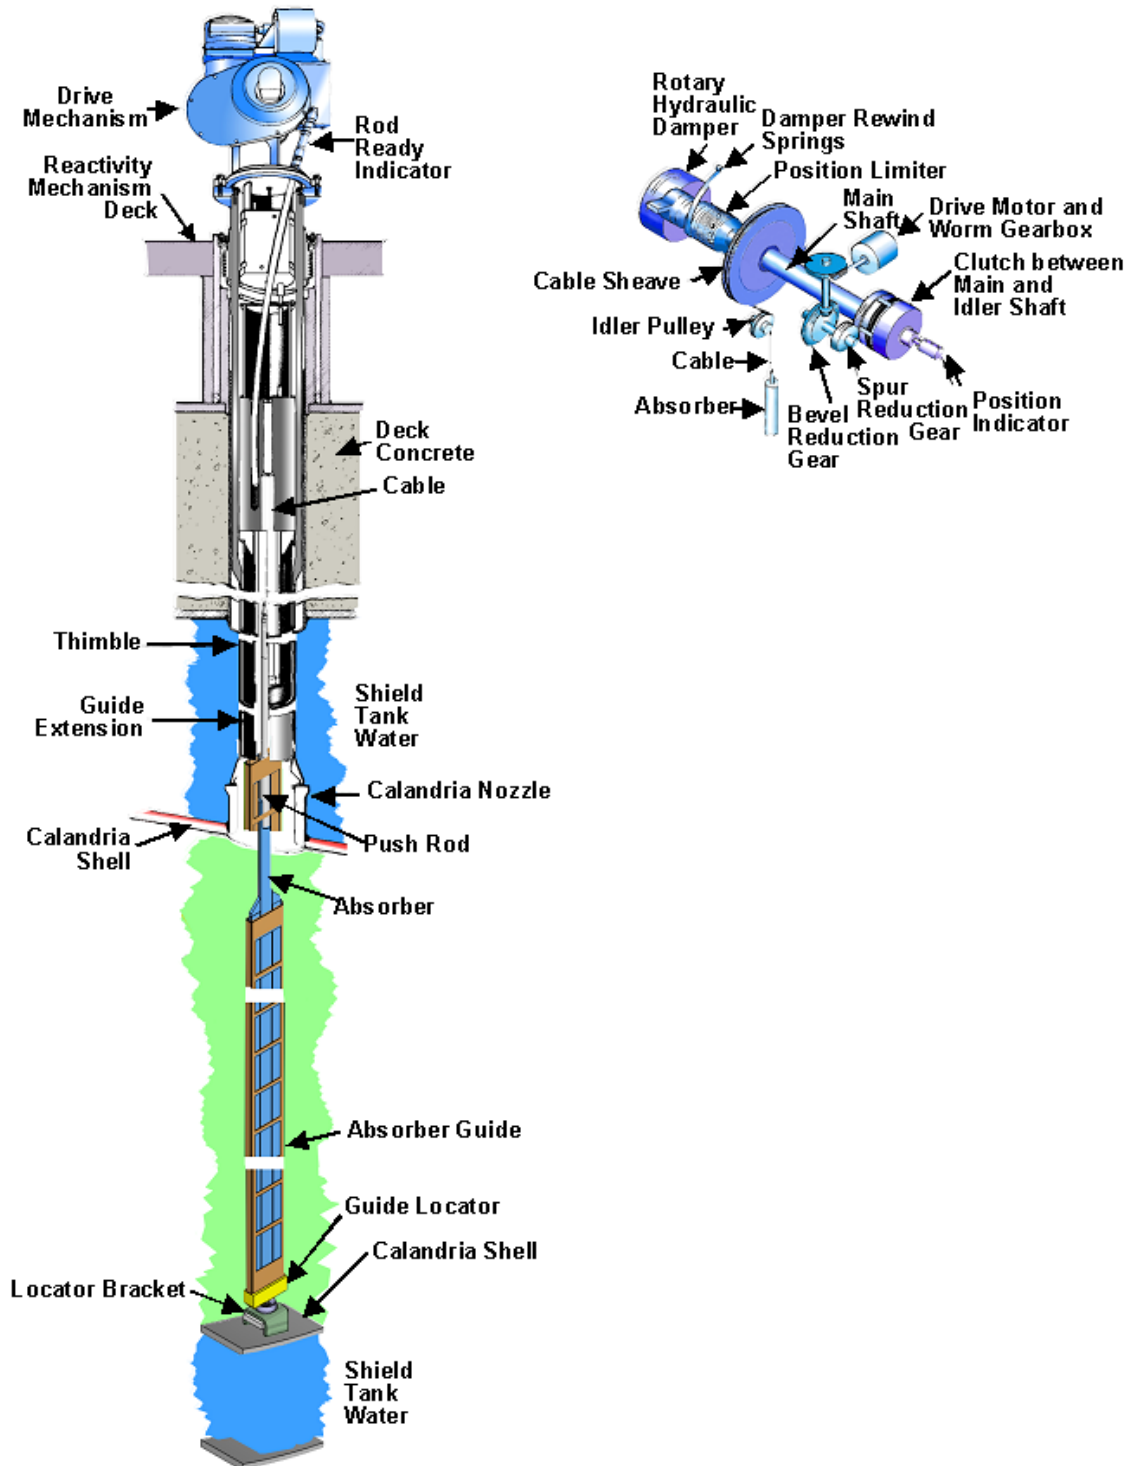 Drive
Mechanism
Reactivity
Mechanism
Deck
Rod
Ready
Indicator
Deck
Concrete
Cable
Thimble
Guide
Extension
Shield
Tank
Water
Calandria Nozzle
Calandria
Shell
Push Rod
Absorber
Absorber Guide
Guide Locator
Calandria Shell
Locator Bracket
Shield
Tank
Water
Rotary
Hydraulic
Damper
Damper Rewind
Springs
Position Limiter
Main
Shaft
Drive Motor and
Worm Gearbox
Cable Sheave
Clutch between
Main and
Idler Shaft
Idler Pulley
Cable
Absorber
Bevel
Reduction
Gear
Spur
Reduction
Gear
Position
Indicator